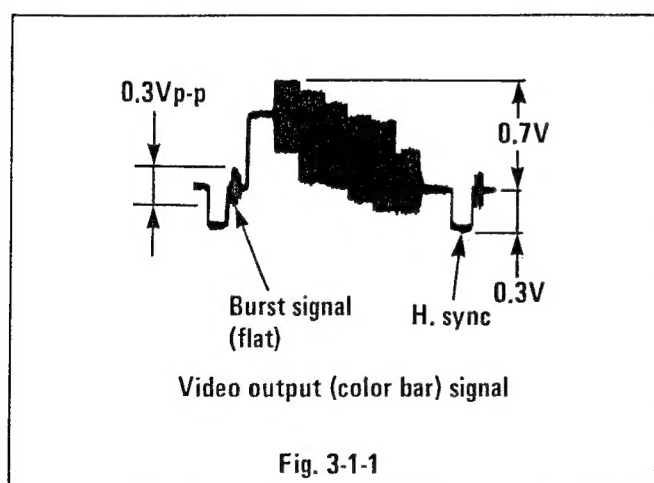 0.3Vp-p
0.7V
0.3V
Burst signal
(flat)
H. sync
Video output (color bar) signal
Fig. 3-1-1